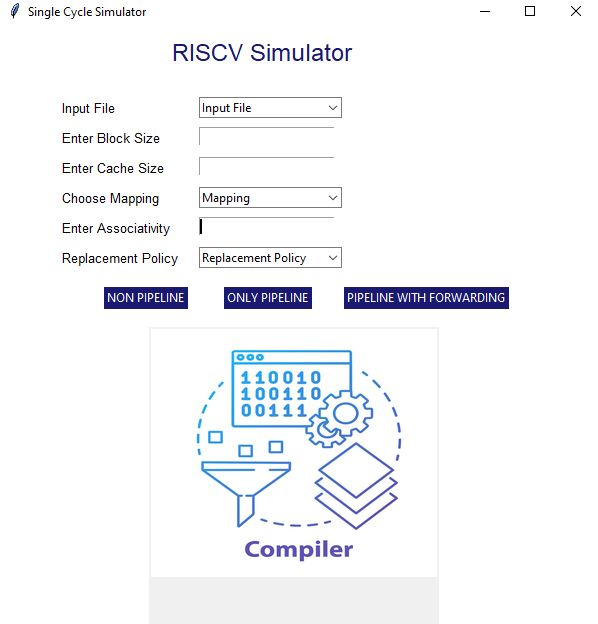 Single Cycle Simulator
RISCV Simulator
Input File Input File
Enter Block Size
Enter Cache Size
Choose Mapping Mapping
Enter Associativity
Replacement Policy Replacement Policy
NON PIPELINE ONLY PIPELINE PIPELINE WITH FORWARDING
110010
100110
00111
Compiler